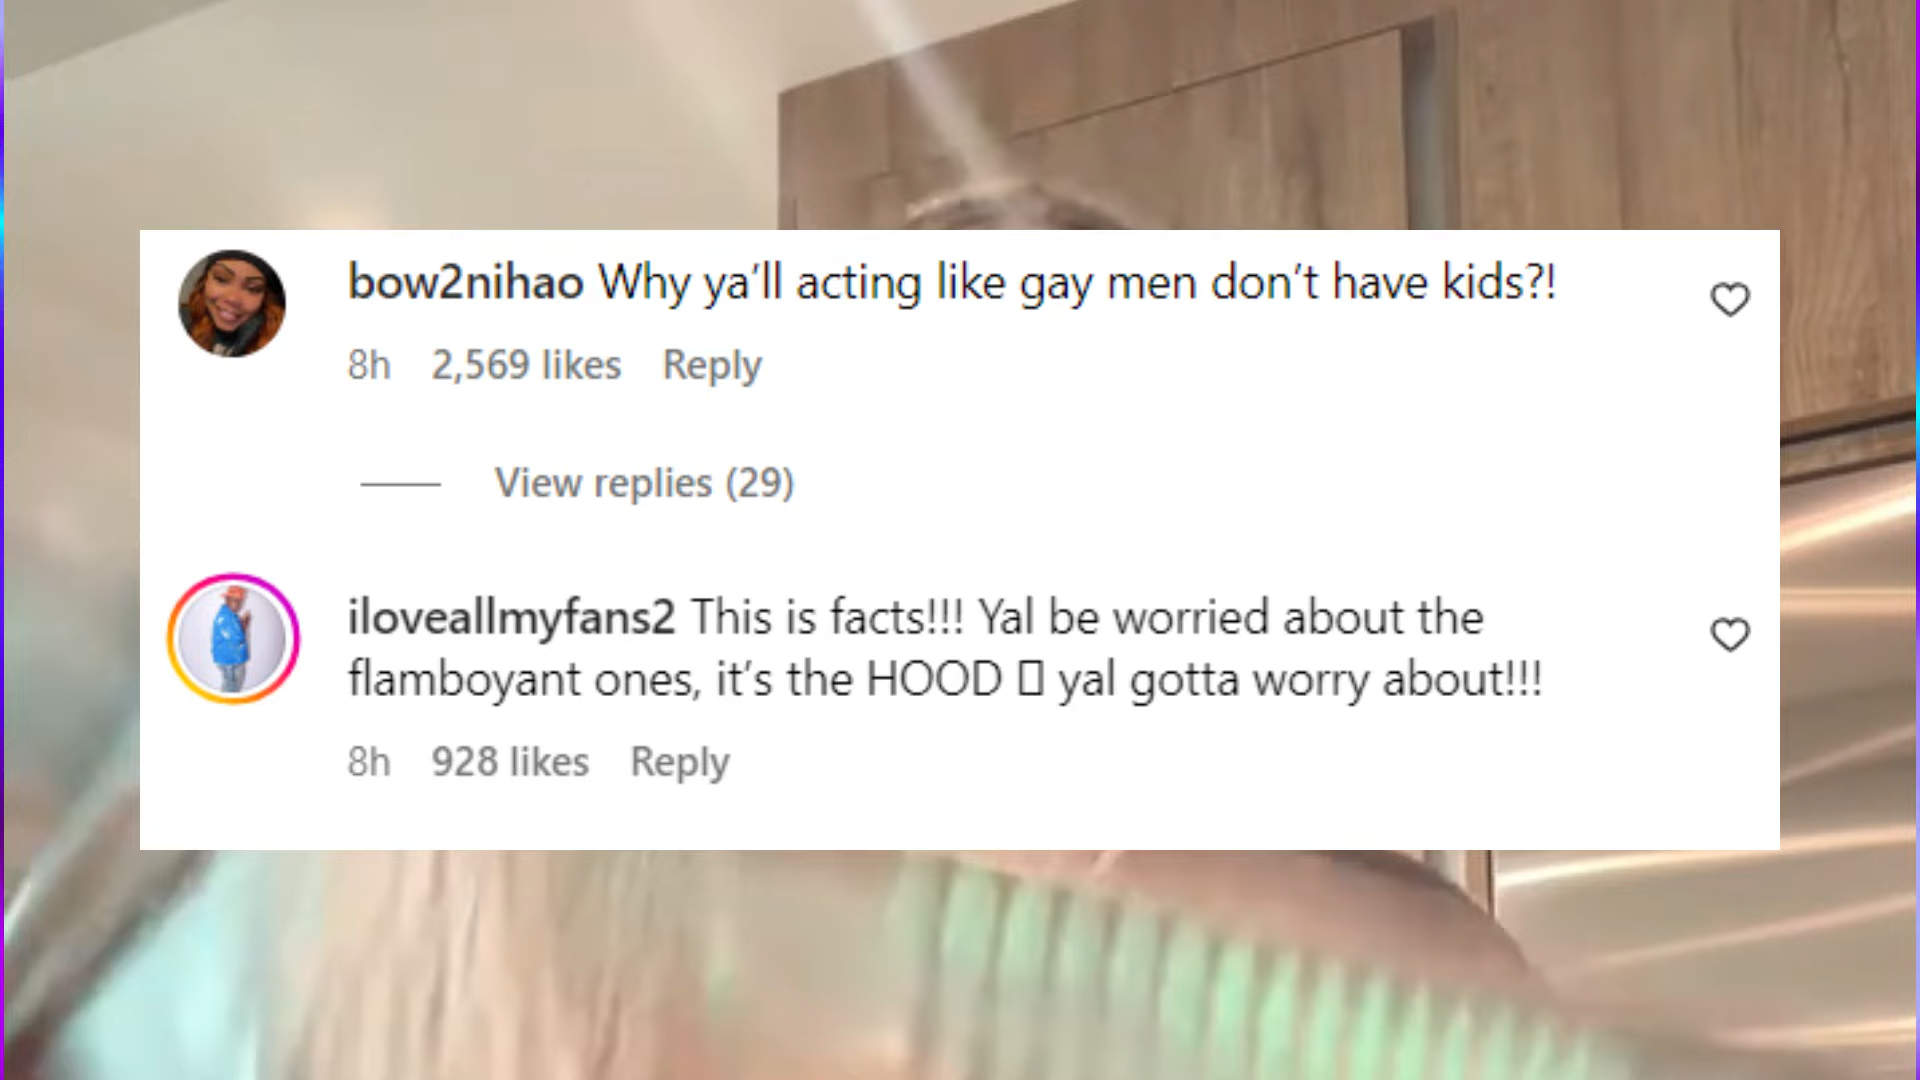 bow2nihao Why ya’ll acting like gay men don’t have kids?!
8h 2,569 likes Reply
View replies (29)
iloveallmyfans2 This is facts!!! Yal be worried about the
flamboyant ones, it’s the HOOD ▯ yal gotta worry about!!!
8h 928 likes Reply